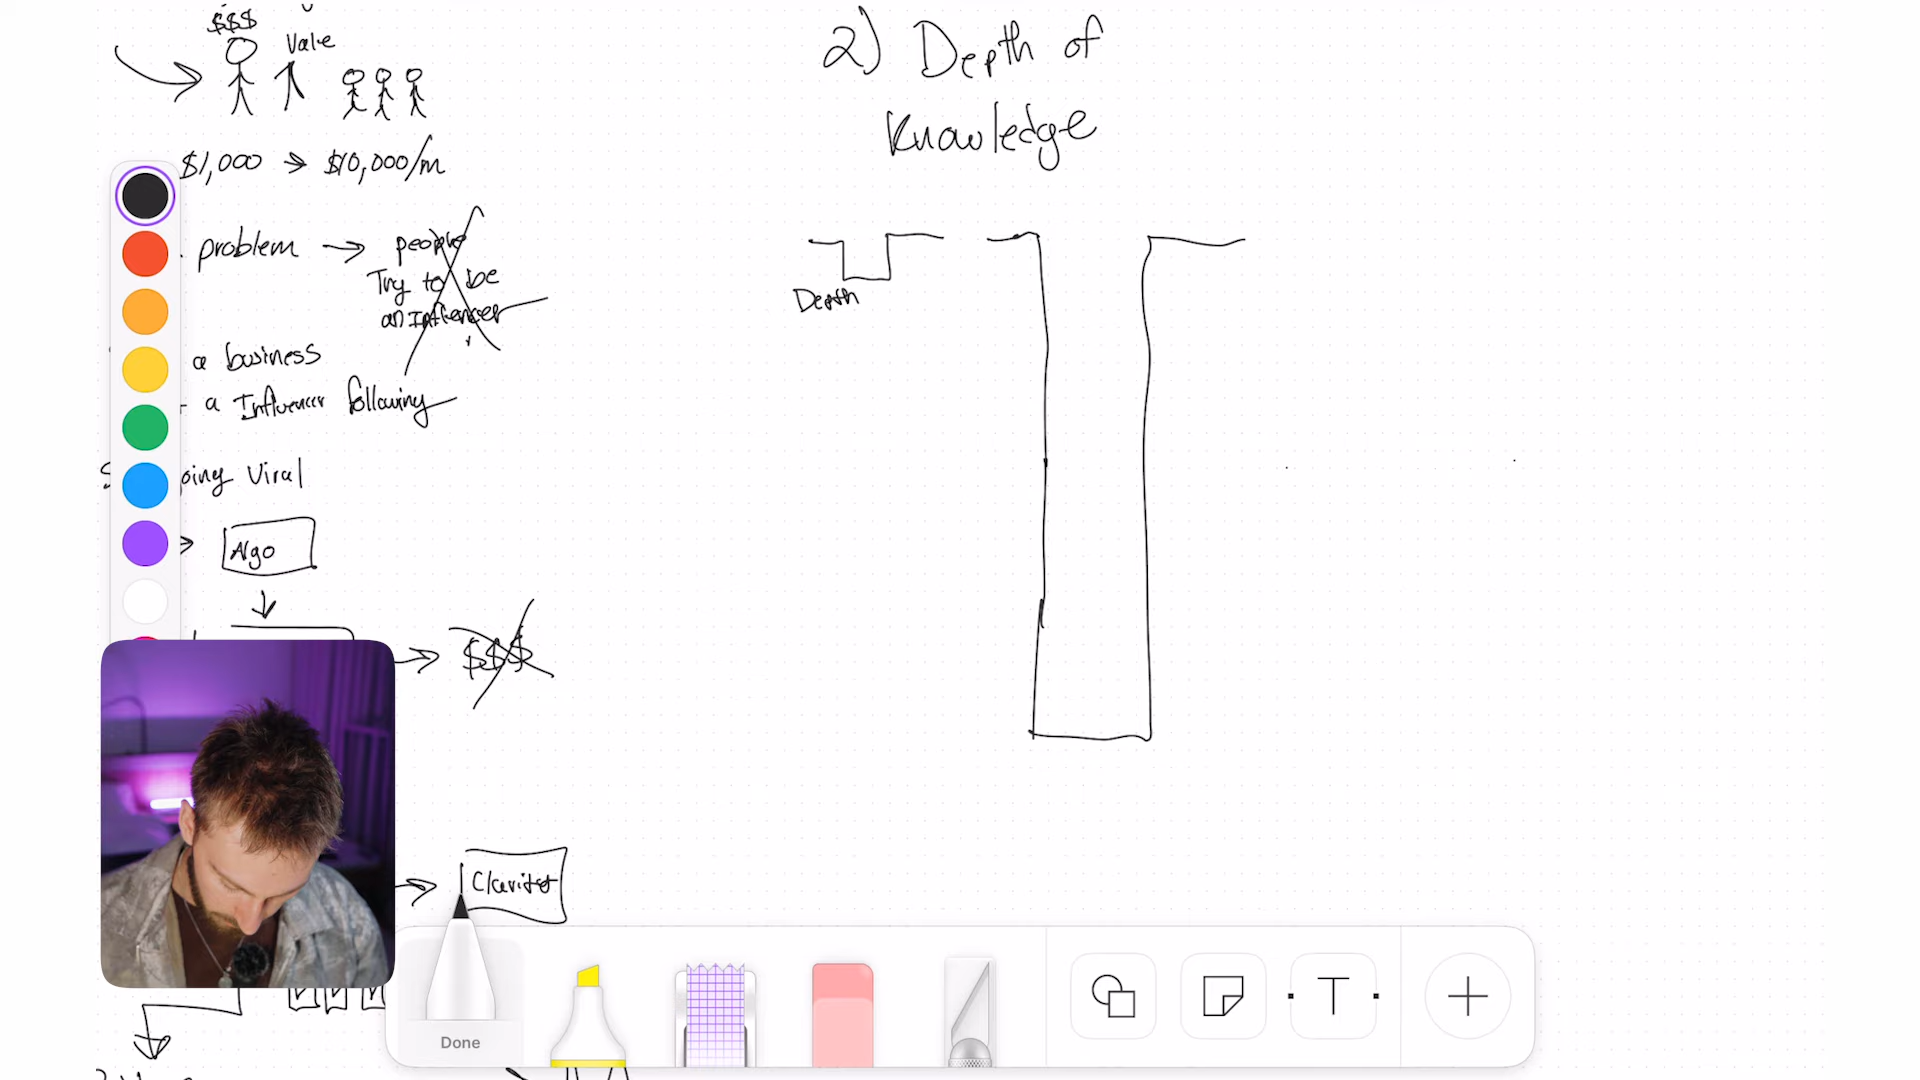 $$$
Vale
$1,000 → $10,000/m
problem → people
Try to be
an Influencer
a business
a Influencer following
going Viral
Algo
$$$
Clarity
2) Depth of
Knowledge
Depth
Done
T